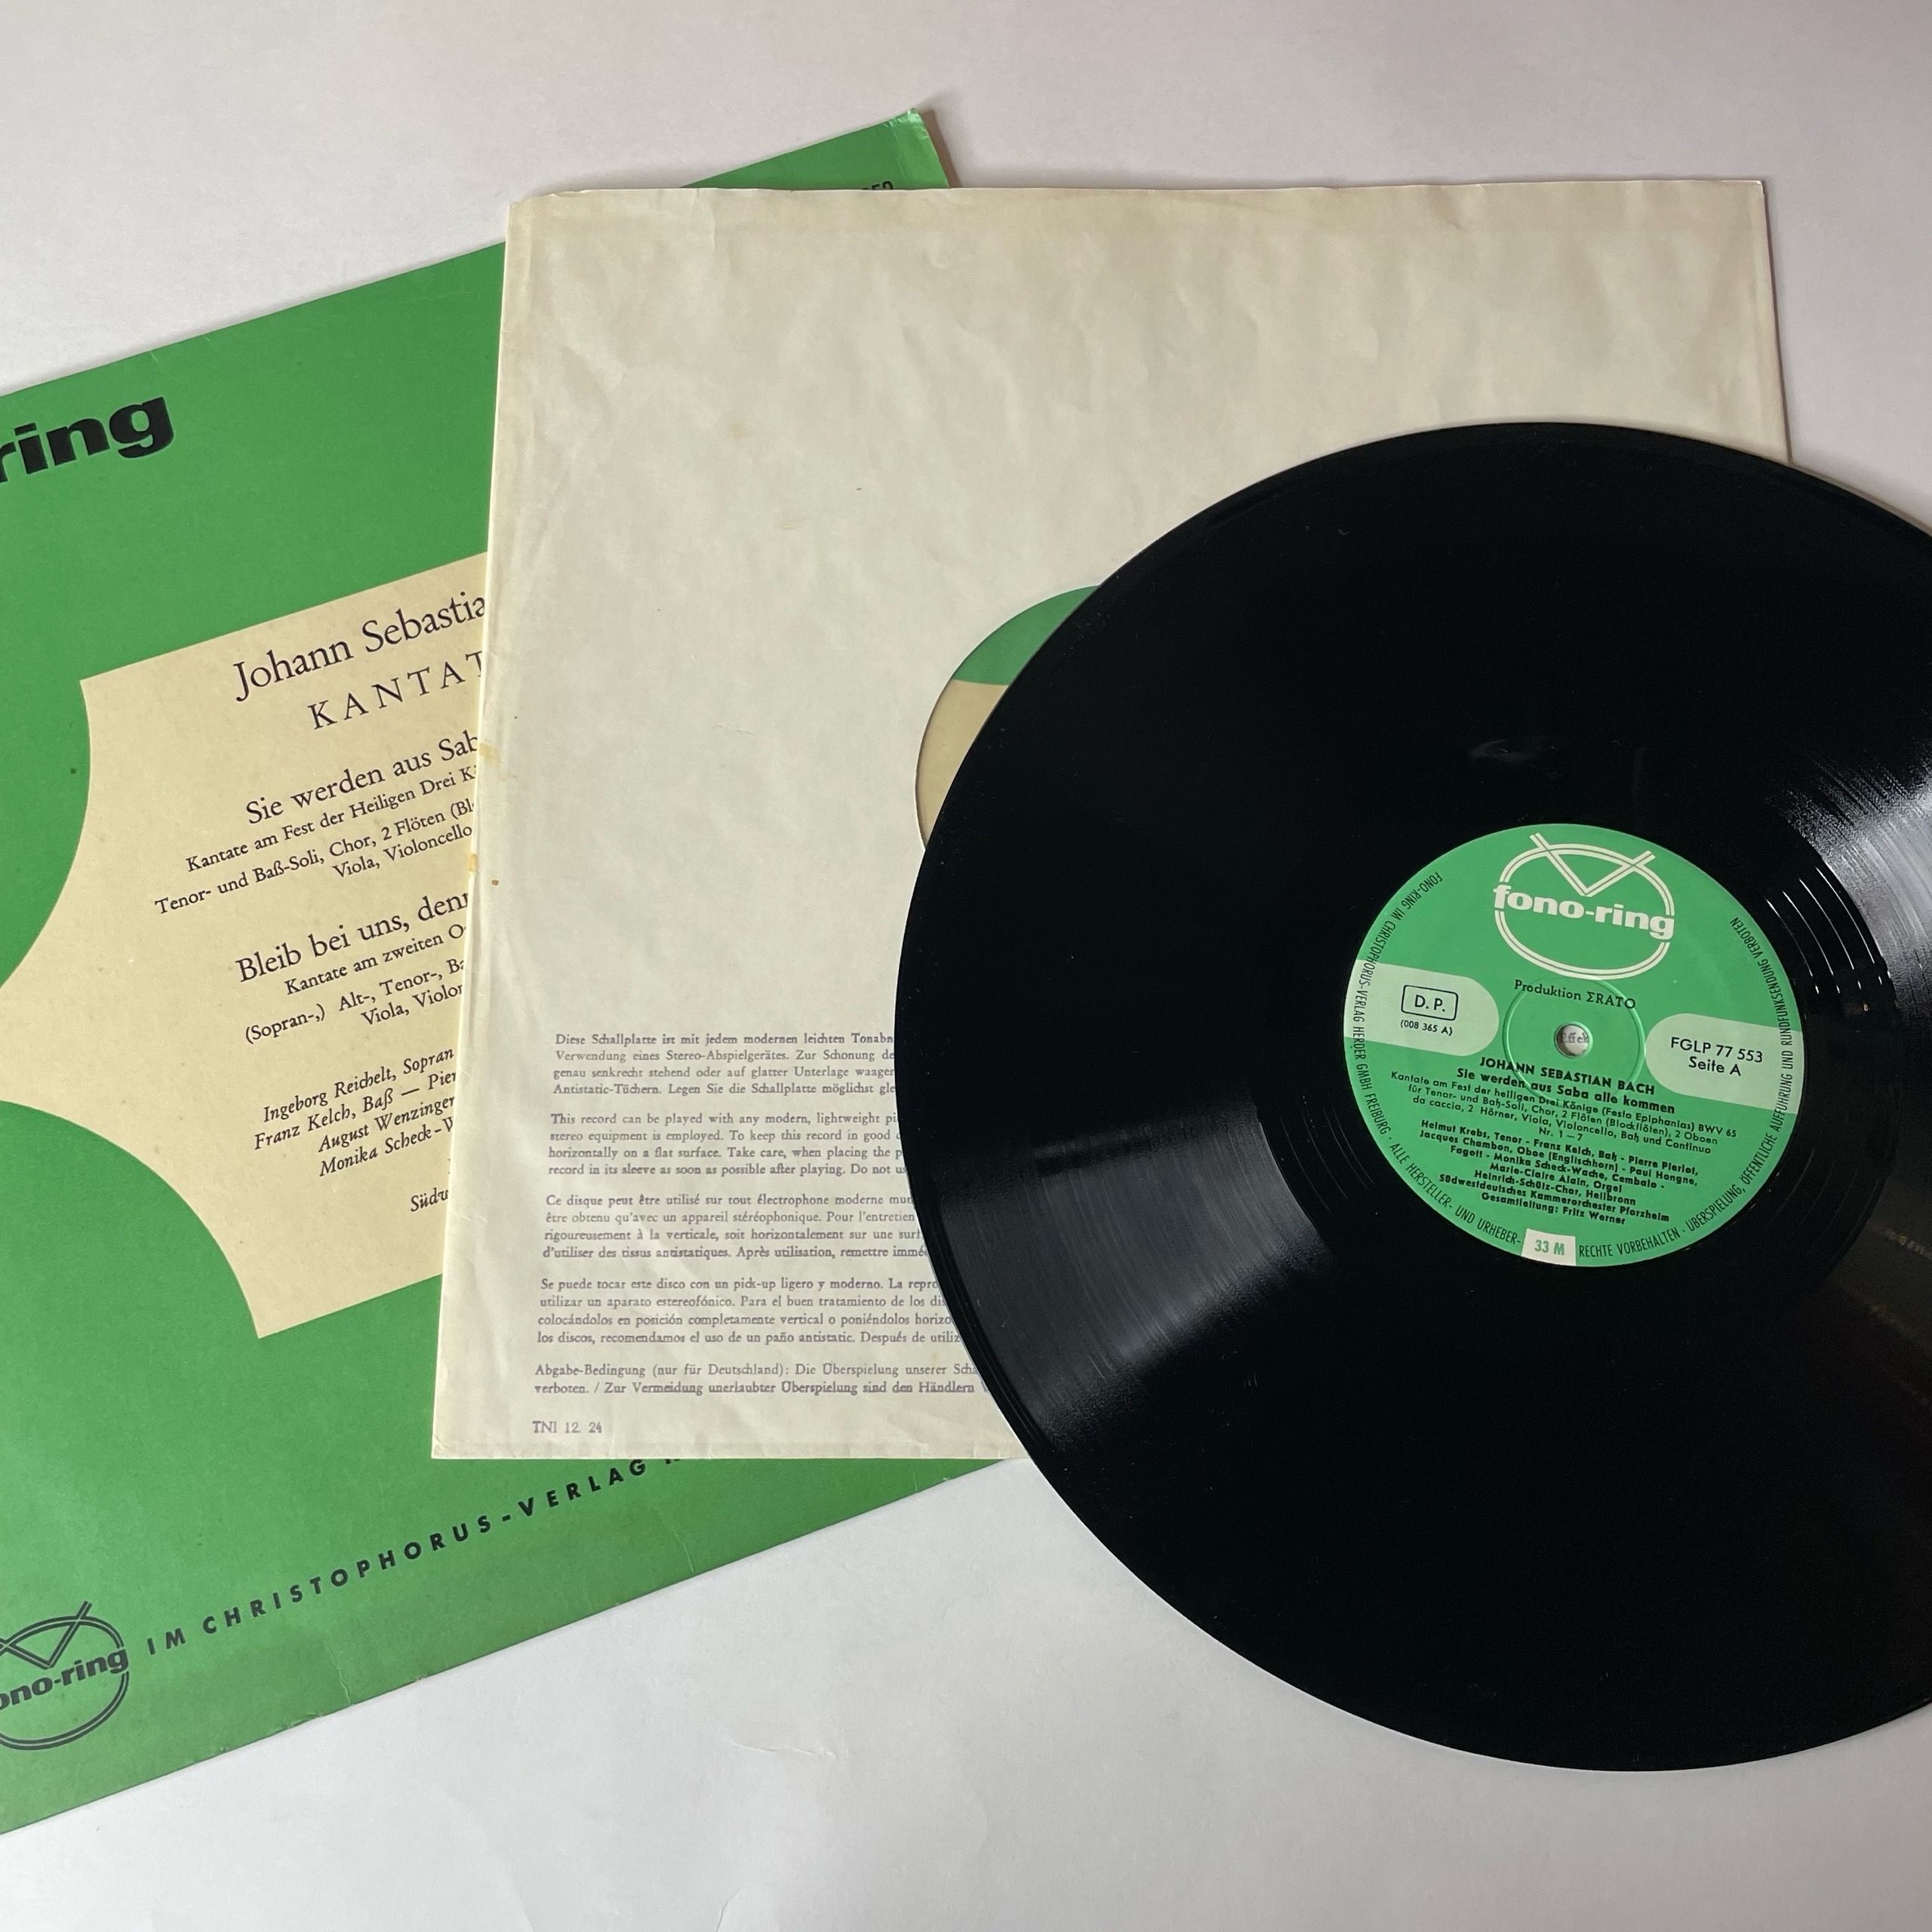 ring
Johann Sebastia
KANTAT
Sie werden aus Sab
Kantate am Fest der Heiligen Drei K
Tenor- und Baß-Soli, Chor, 2 Flöten (Bl
Viola, Violoncello
Bleib bei uns, denn
Kantate am zweiten O
(Sopran-,) Alt-, Tenor-, Ba
Viola, Violon
Ingeborg Reichelt, Sopran
Franz Kelch, Baß — Pier
August Wenzinger
Monika Scheck-W
Südw
ono-ring
IM CHRISTOPHORUS-VERLAG
Diese Schallplatte ist mit jedem modernen leichten Tonabn
Verwendung eines Stereo-Abspielgerätes. Zur Schonung de
genau senkrecht stehend oder auf glatter Unterlage waager
Antistatic-Tüchern. Legen Sie die Schallplatte möglichst gle
This record can be played with any modern, lightweight pi
stereo equipment is employed. To keep this record in good
horizontally on a flat surface. Take care, when placing the p
record in its sleeve as soon as possible after playing. Do not us
Ce disque peut être utilisé sur tout électrophone moderne mun
être obtenu qu'avec un appareil stéréophonique. Pour l'entretien
rigoureusement à la verticale, soit horizontalement sur une surf
d'utiliser des tissus antistatiques. Après utilisation, remettre immé
Se puede tocar este disco con un pick-up ligero y moderno. La repro
utilizar un aparato estereofónico. Para el buen tratamiento de los dis
colocándolos en posición completamente vertical o poniéndolos horizo
los discos, recomendamos el uso de un paño antistatic. Después de utiliz
Abgabe-Bedingung (nur für Deutschland): Die Überspielung unserer Scha
verboten. / Zur Vermeidung unerlaubter Überspielung sind den Händlern V
TNI 12. 24
fono-ring
Produktion ΣRATO
D. P.
(008 365 A)
FGLP 77 553
Seite A
JOHANN SEBASTIAN BACH
Sie werden aus Saba alle kommen
Kantate am Fest der heiligen Drei Könige (Festo Epiphanias) BWV 65
für Tenor- und Baß-Soli, Chor, 2 Flöten (Blockflöten), 2 Oboen
da caccia, 2 Hörner, Viola, Violoncello, Baß und Continuo
Nr. 1–7
Helmut Krebs, Tenor - Franz Kelch, Baß - Pierre Pierlot,
Jacques Chambon, Oboe (Englischhorn) - Paul Hongne,
Fagott - Monika Scheck-Wache, Cembalo -
Marie-Claire Alain, Orgel
Heinrich-Schütz-Chor, Heilbronn
Südwestdeutsches Kammerorchester Pforzheim
Gesamtleitung: Fritz Werner
33 M
FONO-RING IM CHRISTOPHORUS-VERLAG HERDER GMBH FREIBURG · ALLE HERSTELLER- UND URHEBER-RECHTE VORBEHALTEN · ÜBERSPIELUNG, ÖFFENTLICHE AUFFÜHRUNG UND RUNDFUNKSENDUNG VERBOTEN